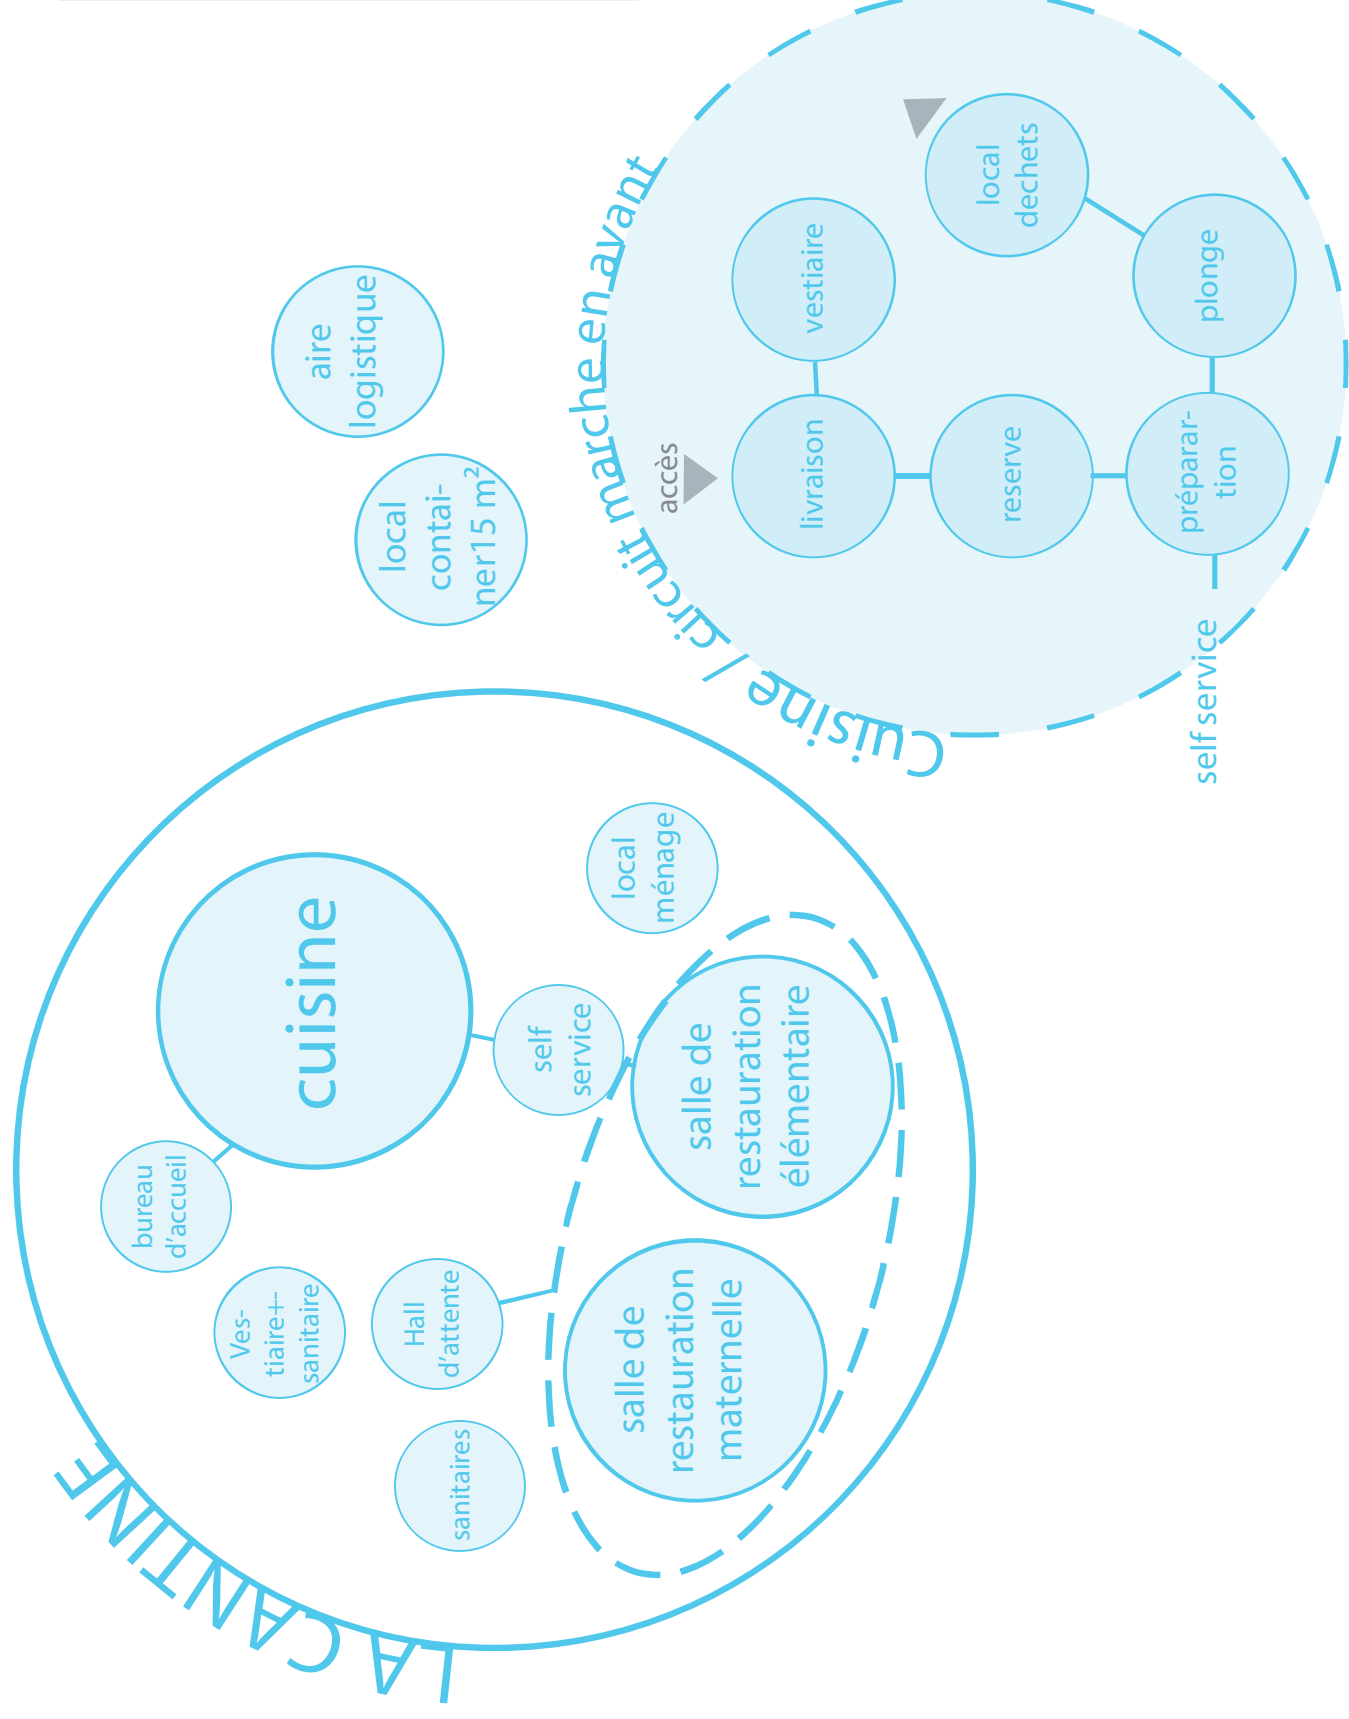 LA CANTINE
bureau
d'accueil
Ves-
tiaire+-
sanitaire
Hall
d'attente
sanitaires
cuisine
self
service
local
ménage
salle de
restauration
maternelle
salle de
restauration
élémentaire
aire
logistique
local
contai-
ner15 m²
Cuisine / circuit marche en avant
accès
livraison
vestiaire
reserve
préparar-
tion
plonge
local
dechets
self service